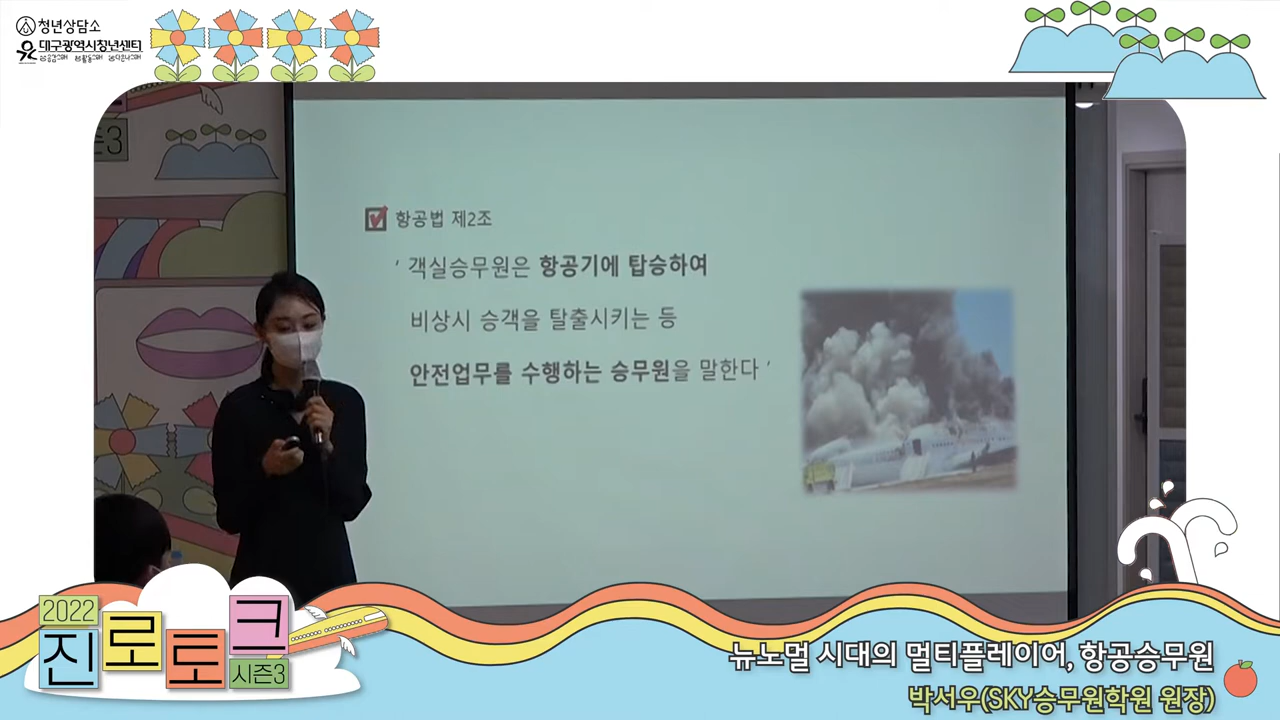 청년상담소
대구광역시청년센터
즌3
항공법 제2조
‘ 객실승무원은 항공기에 탑승하여
비상시 승객을 탈출시키는 등
안전업무를 수행하는 승무원을 말한다 ’
2022
진로토크
시즌3
뉴노멀 시대의 멀티플레이어, 항공승무원
박서우(SKY승무원학원 원장)